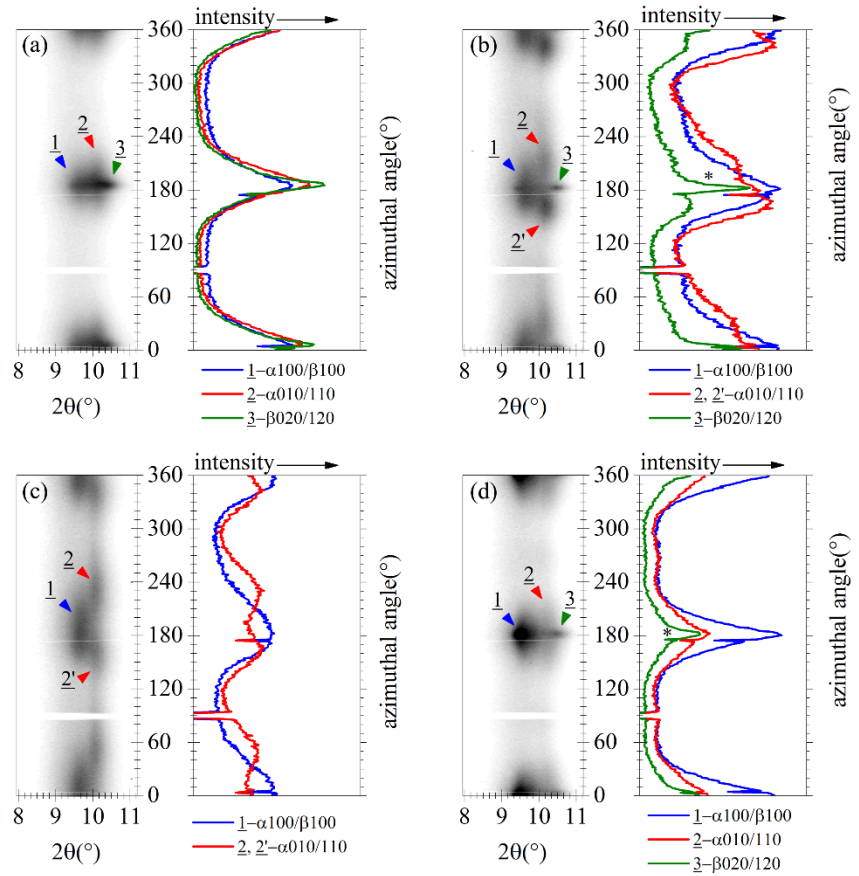 intensity
(a)
360
300
2
240
1
3
180
120
60
0
8 9 10 11
2θ(°)
azimuthal angle(°)
1-α100/β100
2-α010/110
3-β020/120
intensity
(b)
360
300
2
240
1
3
*
180
2'
120
60
0
8 9 10 11
2θ(°)
azimuthal angle(°)
1-α100/β100
2, 2'-α010/110
3-β020/120
intensity
(c)
360
300
2
240
1
180
2'
120
60
0
8 9 10 11
2θ(°)
azimuthal angle(°)
1-α100/β100
2, 2'-α010/110
intensity
(d)
360
300
2
240
1
3
*
180
120
60
0
8 9 10 11
2θ(°)
azimuthal angle(°)
1-α100/β100
2-α010/110
3-β020/120